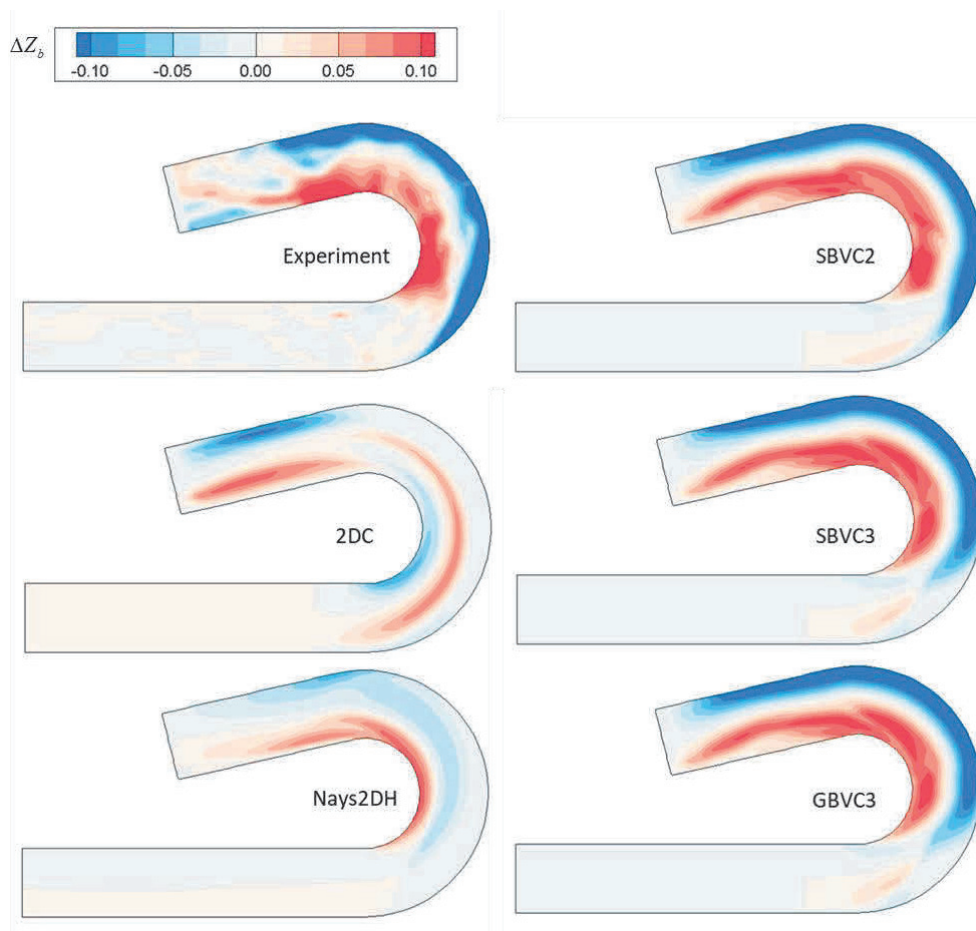 ΔZ_b
-0.10 -0.05 0.00 0.05 0.10
Experiment
SBVC2
2DC
SBVC3
Nays2DH
GBVC3